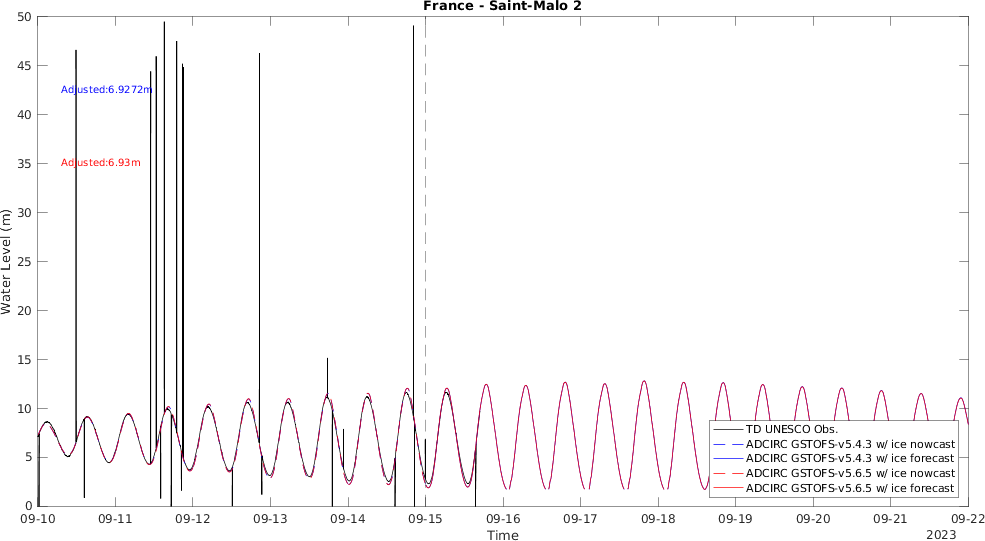 France - Saint-Malo 2
Water Level (m)
50
45
40
35
30
25
20
15
10
5
0
Adjusted:6.9272m
Adjusted:6.93m
TD UNESCO Obs.
ADCIRC GSTOFS-v5.4.3 w/ ice nowcast
ADCIRC GSTOFS-v5.4.3 w/ ice forecast
ADCIRC GSTOFS-v5.6.5 w/ ice nowcast
ADCIRC GSTOFS-v5.6.5 w/ ice forecast
09-10 09-11 09-12 09-13 09-14 09-15 09-16 09-17 09-18 09-19 09-20 09-21 09-22
Time
2023